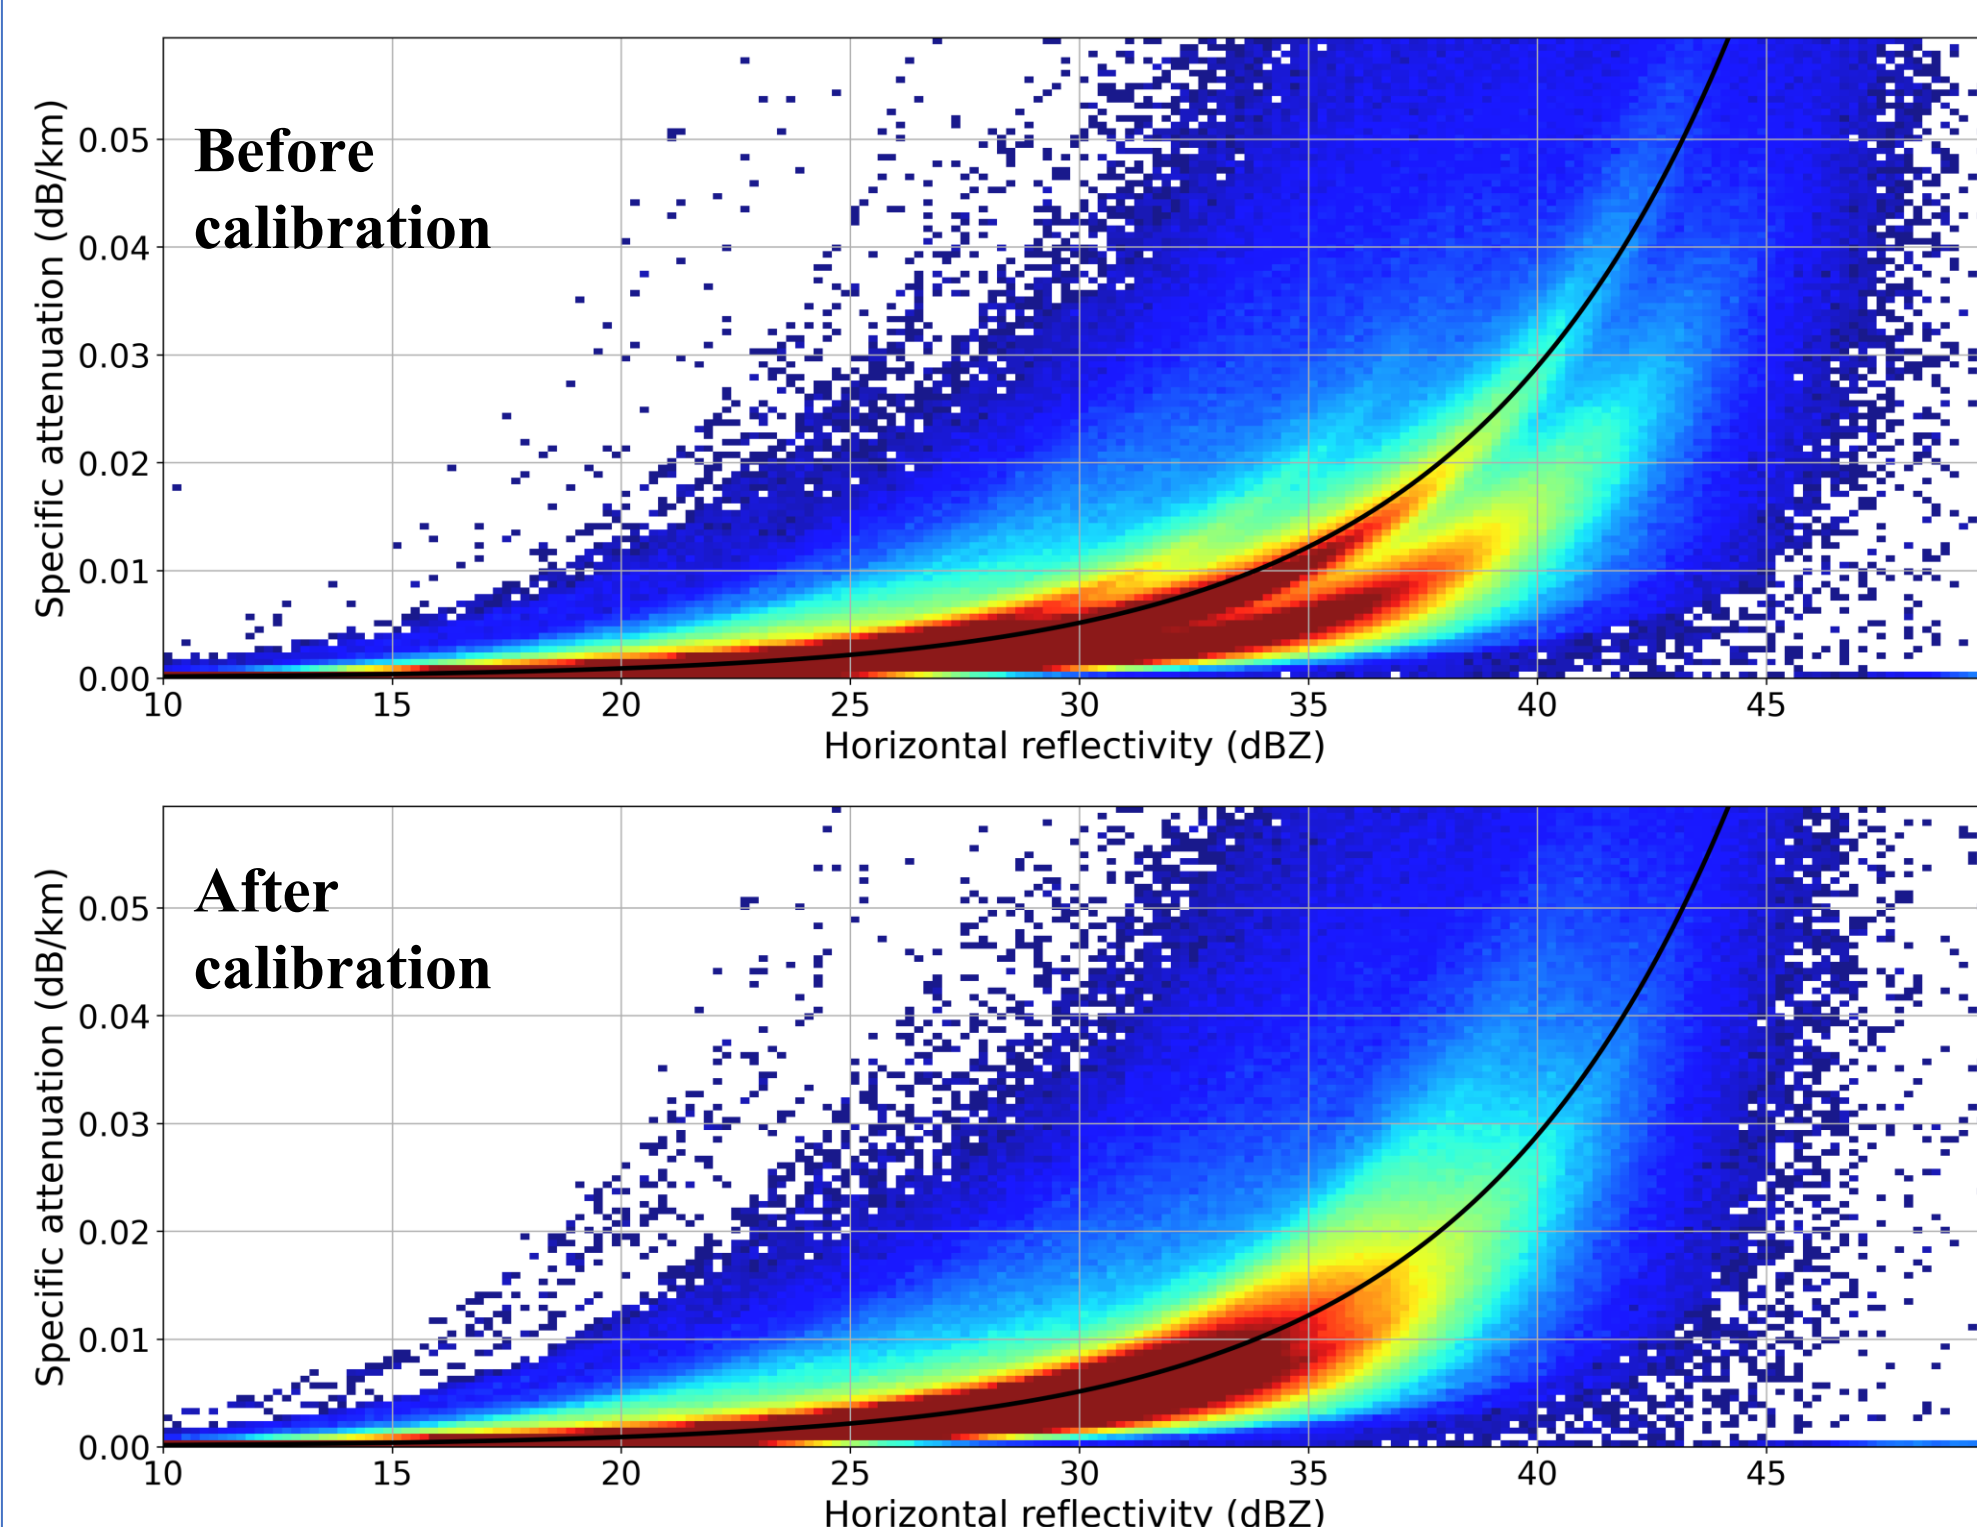 Before
calibration
Specific attenuation (dB/km)
0.05
0.04
0.03
0.02
0.01
0.00
10 15 20 25 30 35 40 45
Horizontal reflectivity (dBZ)
After
calibration
Specific attenuation (dB/km)
0.05
0.04
0.03
0.02
0.01
0.00
10 15 20 25 30 35 40 45
Horizontal reflectivity (dBZ)